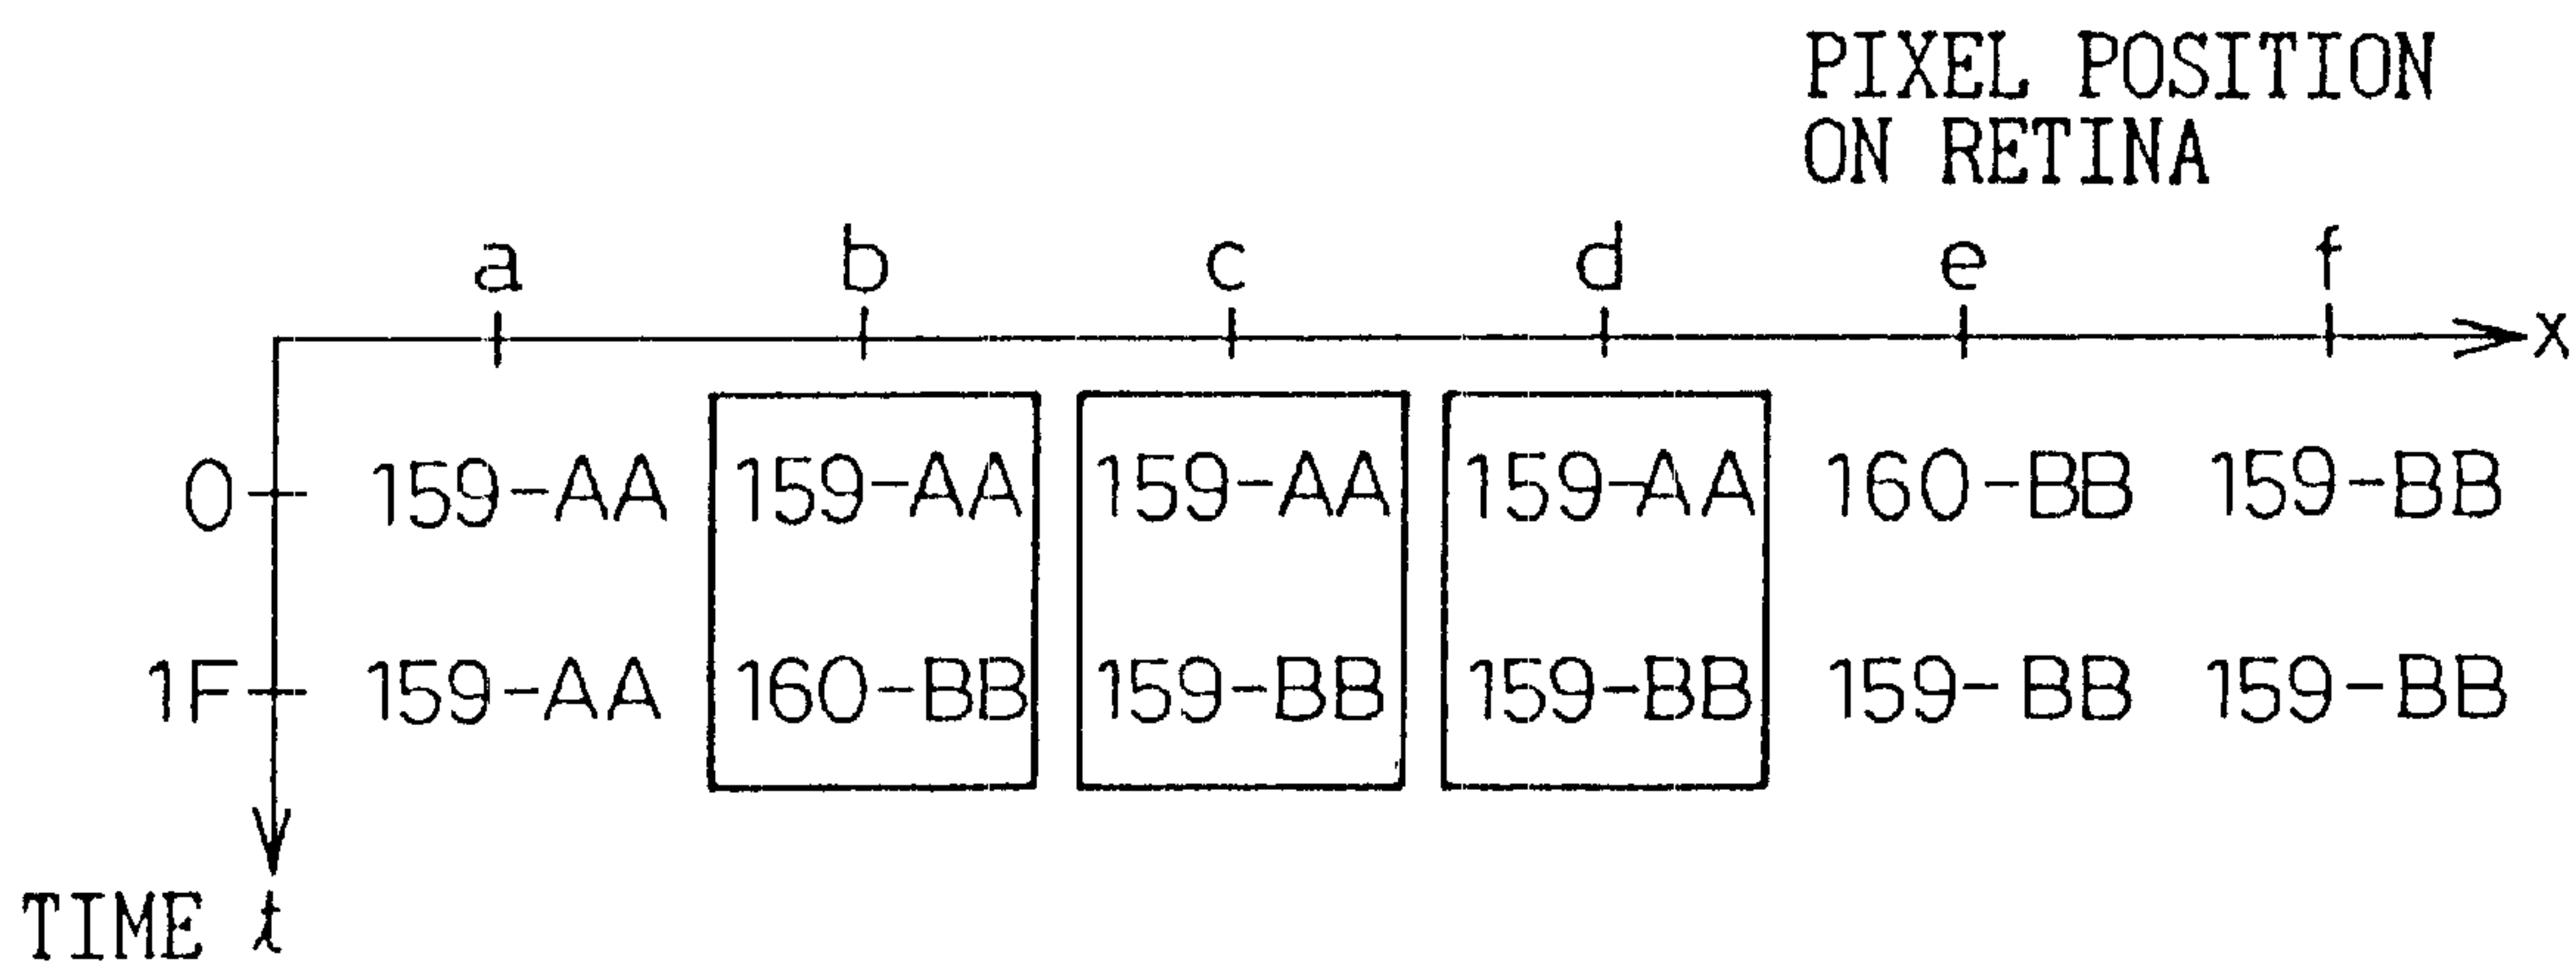 PIXEL POSITION
ON RETINA
a b c d e f
x
0 159-AA 159-AA 159-AA 159-AA 160-BB 159-BB
1F 159-AA 160-BB 159-BB 159-BB 159-BB 159-BB
TIME t